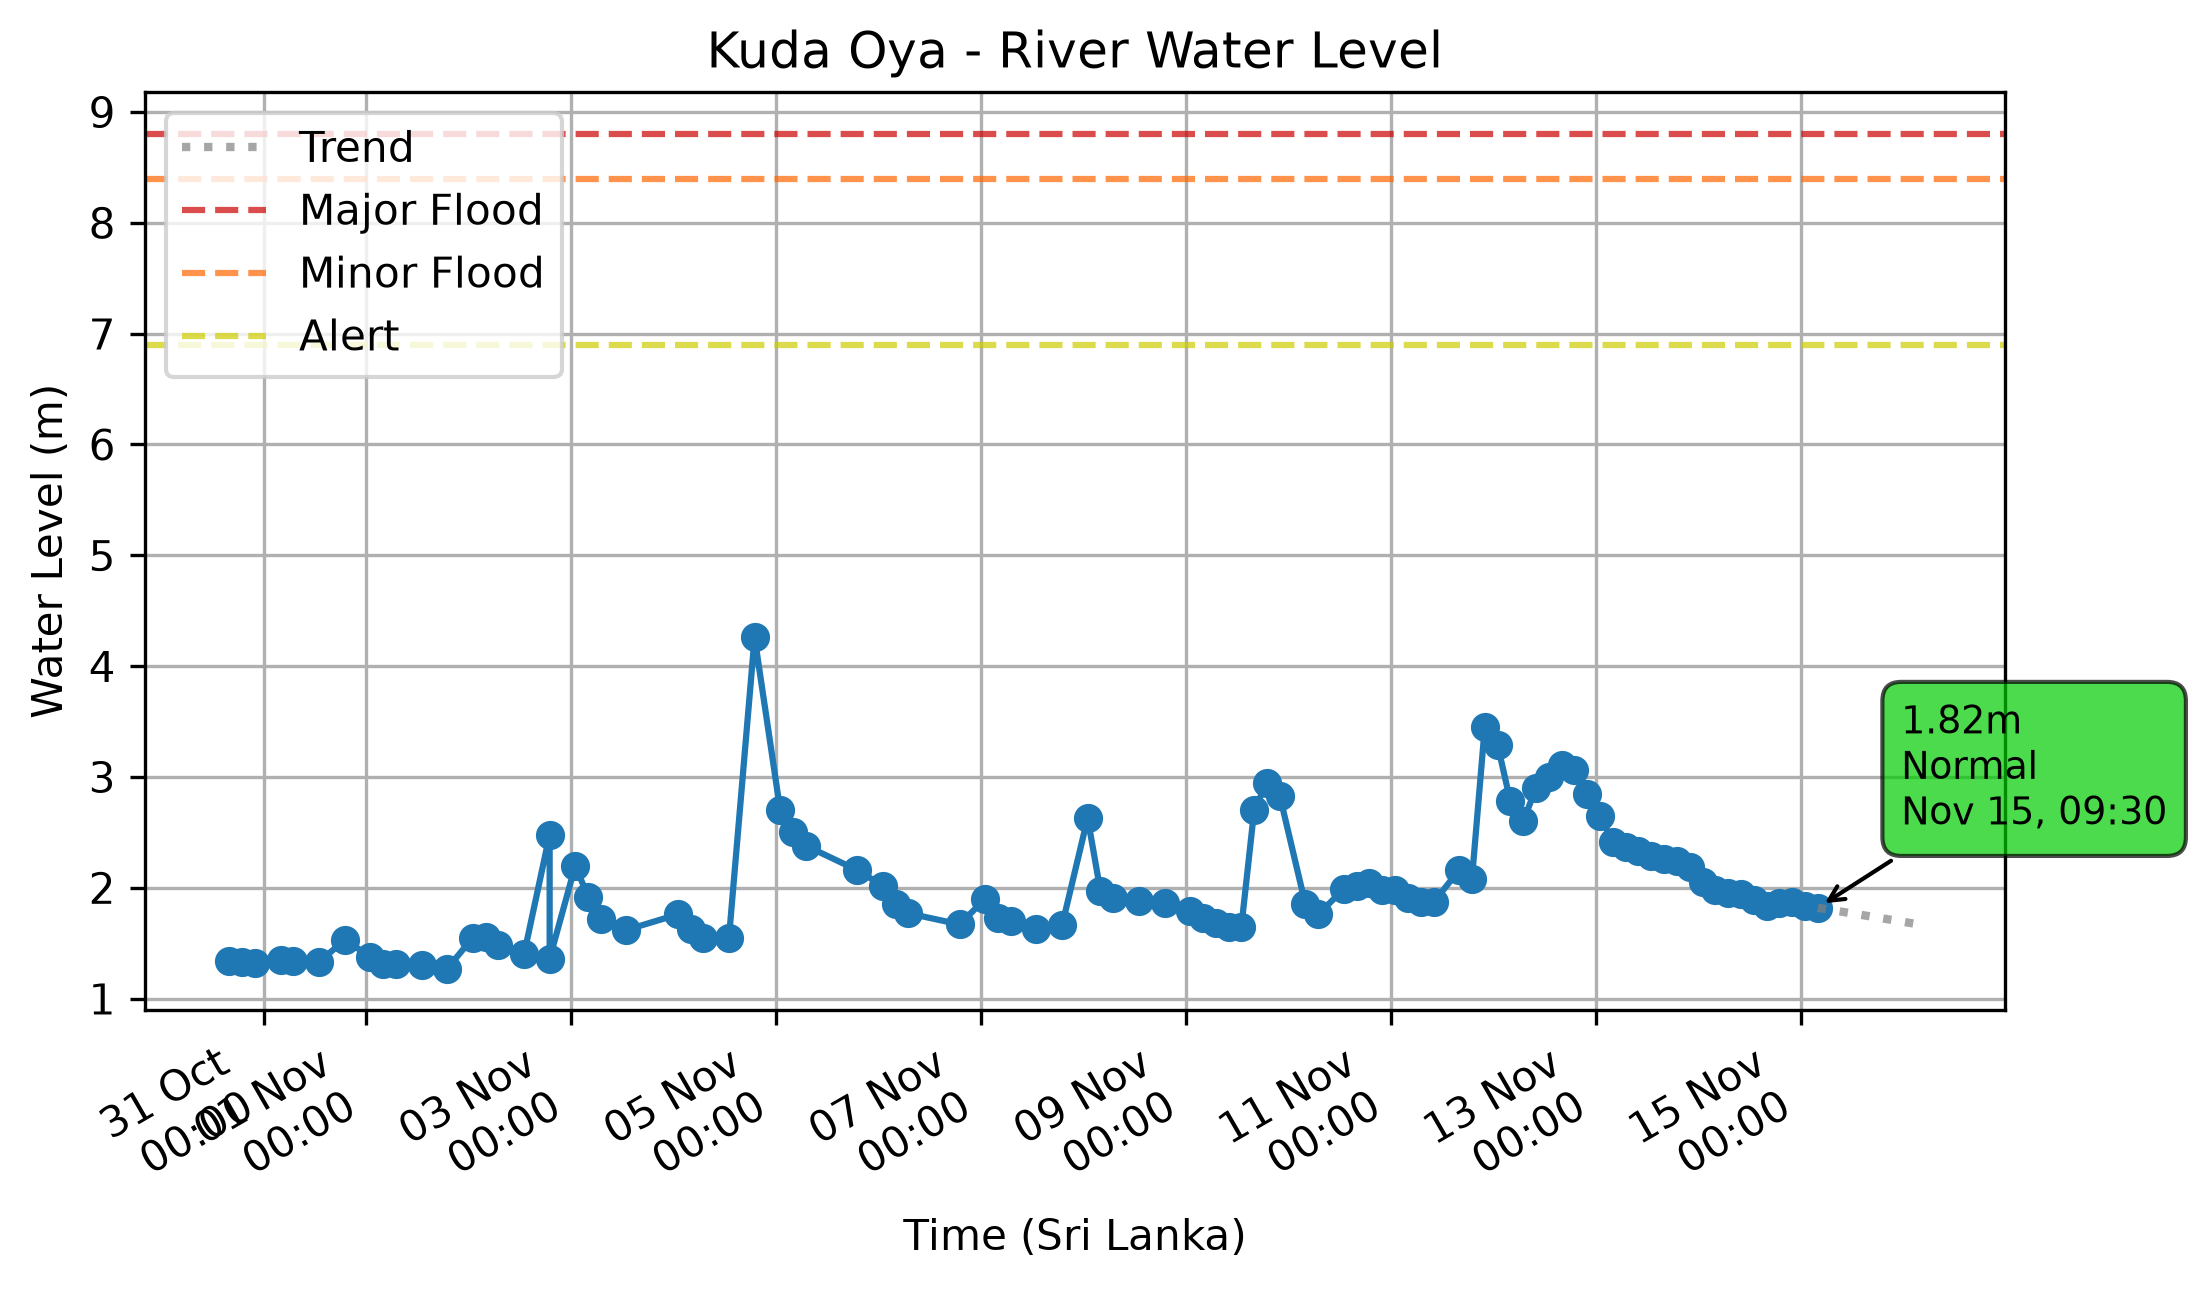 Kuda Oya - River Water Level
9
8
7
6
5
4
3
2
1
Water Level (m)
Trend
Major Flood
Minor Flood
Alert
1.82m
Normal
Nov 15, 09:30
31 Oct
00:00
01 Nov
00:00
03 Nov
00:00
05 Nov
00:00
07 Nov
00:00
09 Nov
00:00
11 Nov
00:00
13 Nov
00:00
15 Nov
00:00
Time (Sri Lanka)